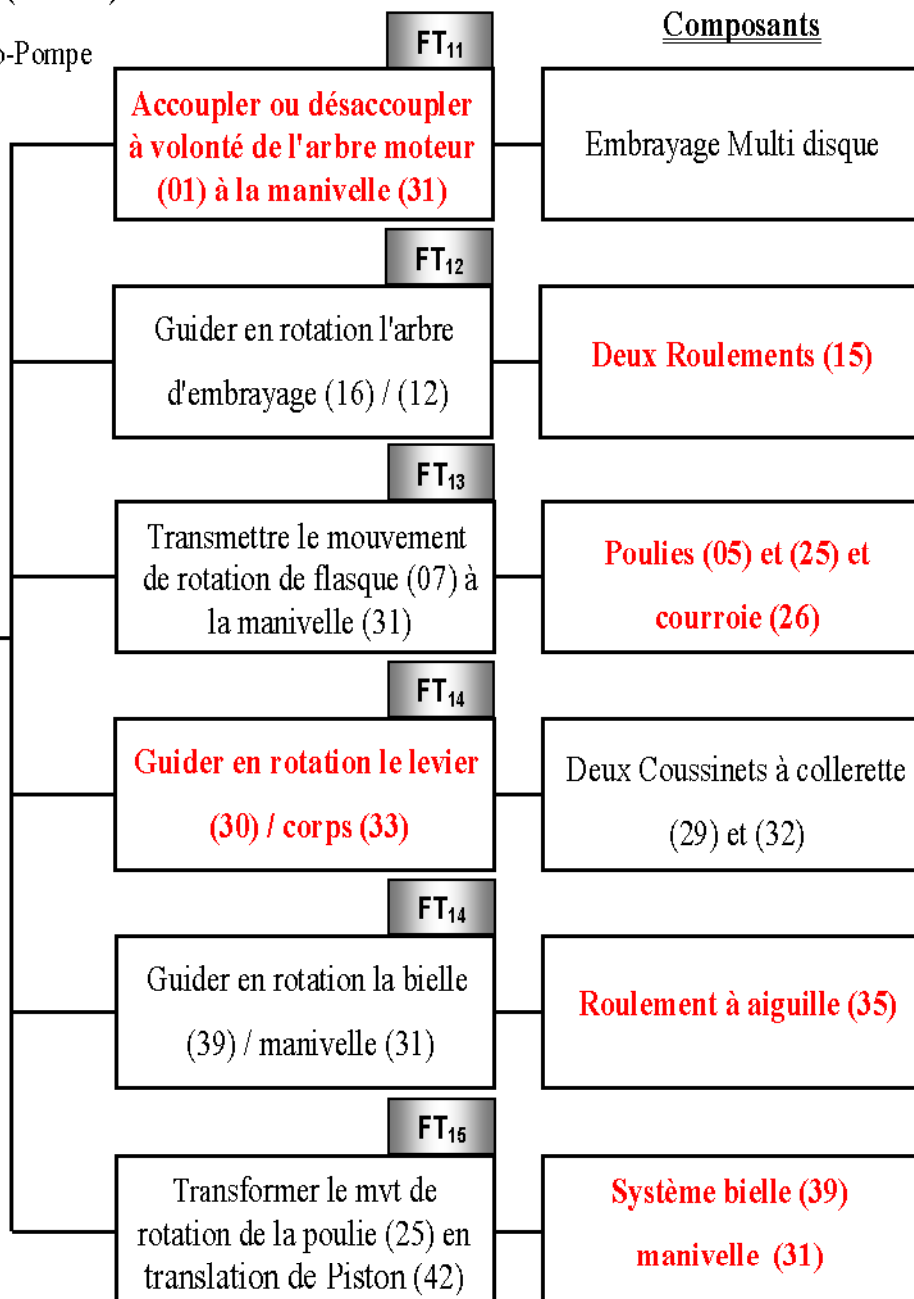 o-Pompe
Composants
FT₁₁
Accoupler ou désaccoupler
à volonté de l'arbre moteur
(01) à la manivelle (31)
Embrayage Multi disque
FT₁₂
Guider en rotation l'arbre
d'embrayage (16) / (12)
Deux Roulements (15)
FT₁₃
Transmettre le mouvement
de rotation de flasque (07) à
la manivelle (31)
Poulies (05) et (25) et
courroie (26)
FT₁₄
Guider en rotation le levier
(30) / corps (33)
Deux Coussinets à collerette
(29) et (32)
FT₁₄
Guider en rotation la bielle
(39) / manivelle (31)
Roulement à aiguille (35)
FT₁₅
Transformer le mvt de
rotation de la poulie (25) en
translation de Piston (42)
Système bielle (39)
manivelle (31)